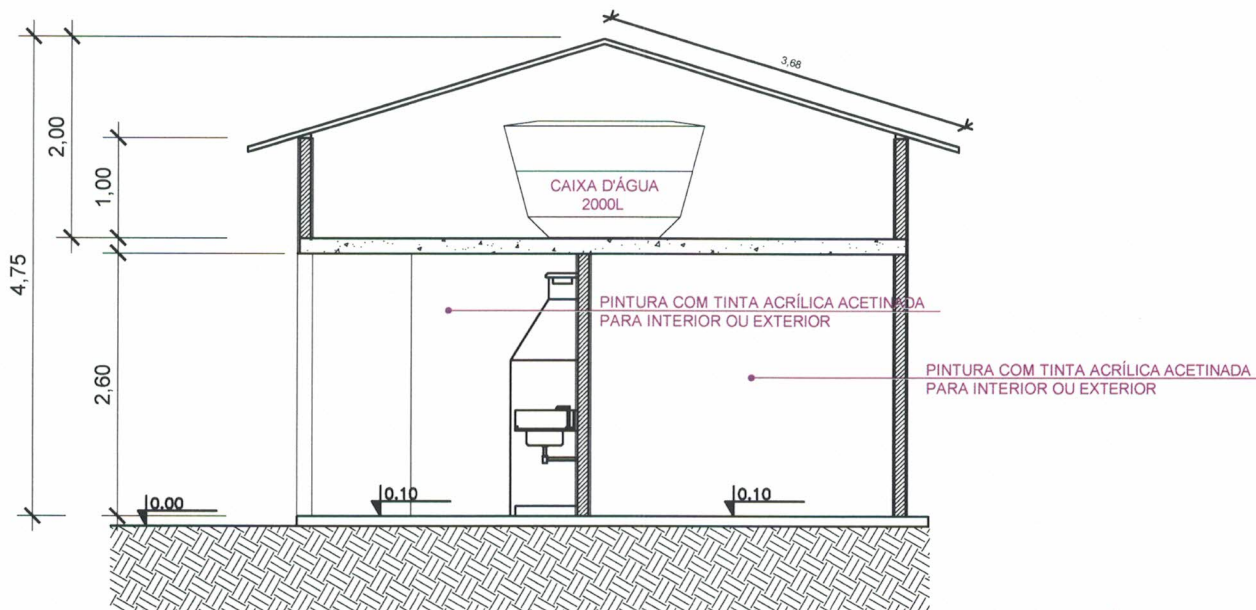 3,68
2,00
1,00
4,75
2,60
CAIXA D'ÁGUA
2000L
PINTURA COM TINTA ACRÍLICA ACETINADA
PARA INTERIOR OU EXTERIOR
PINTURA COM TINTA ACRÍLICA ACETINADA
PARA INTERIOR OU EXTERIOR
0.00
0.10
0.10